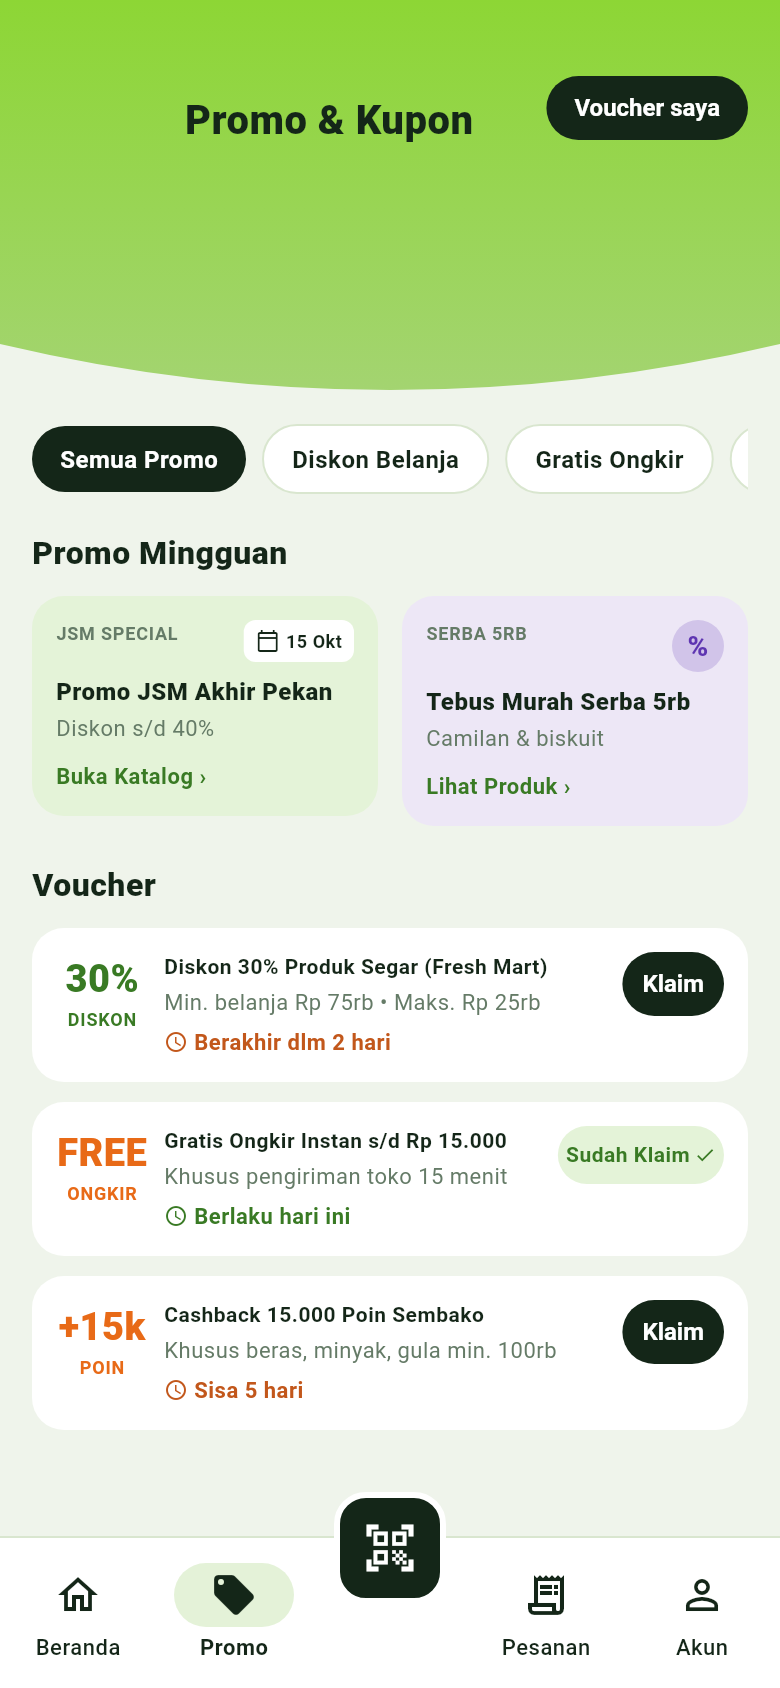 Promo & Kupon
Voucher saya
Semua Promo
Diskon Belanja
Gratis Ongkir
Promo Mingguan
JSM SPECIAL
15 Okt
Promo JSM Akhir Pekan
Diskon s/d 40%
Buka Katalog ›
SERBA 5RB
%
Tebus Murah Serba 5rb
Camilan & biskuit
Lihat Produk ›
Voucher
30%
DISKON
Diskon 30% Produk Segar (Fresh Mart)
Min. belanja Rp 75rb • Maks. Rp 25rb
Berakhir dlm 2 hari
Klaim
FREE
ONGKIR
Gratis Ongkir Instan s/d Rp 15.000
Khusus pengiriman toko 15 menit
Berlaku hari ini
Sudah Klaim ✓
+15k
POIN
Cashback 15.000 Poin Sembako
Khusus beras, minyak, gula min. 100rb
Sisa 5 hari
Klaim
Beranda
Promo
Pesanan
Akun